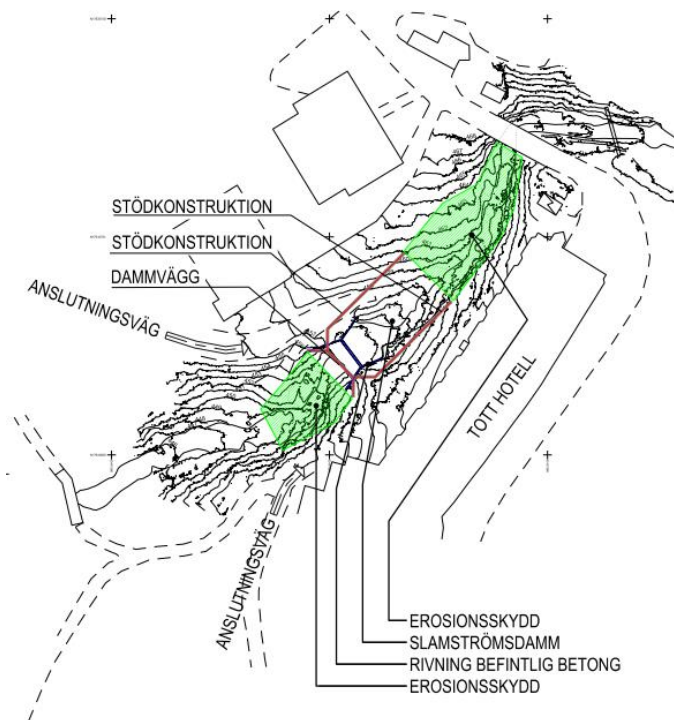 STÖDKONSTRUKTION
STÖDKONSTRUKTION
DAMMVÄGG
ANSLUTNINGSVÄG
TOTT HOTELL
ANSLUTNINGSVÄG
EROSIONSSKYDD
SLAMSTRÖMSDAMM
RIVNING BEFINTLIG BETONG
EROSIONSSKYDD